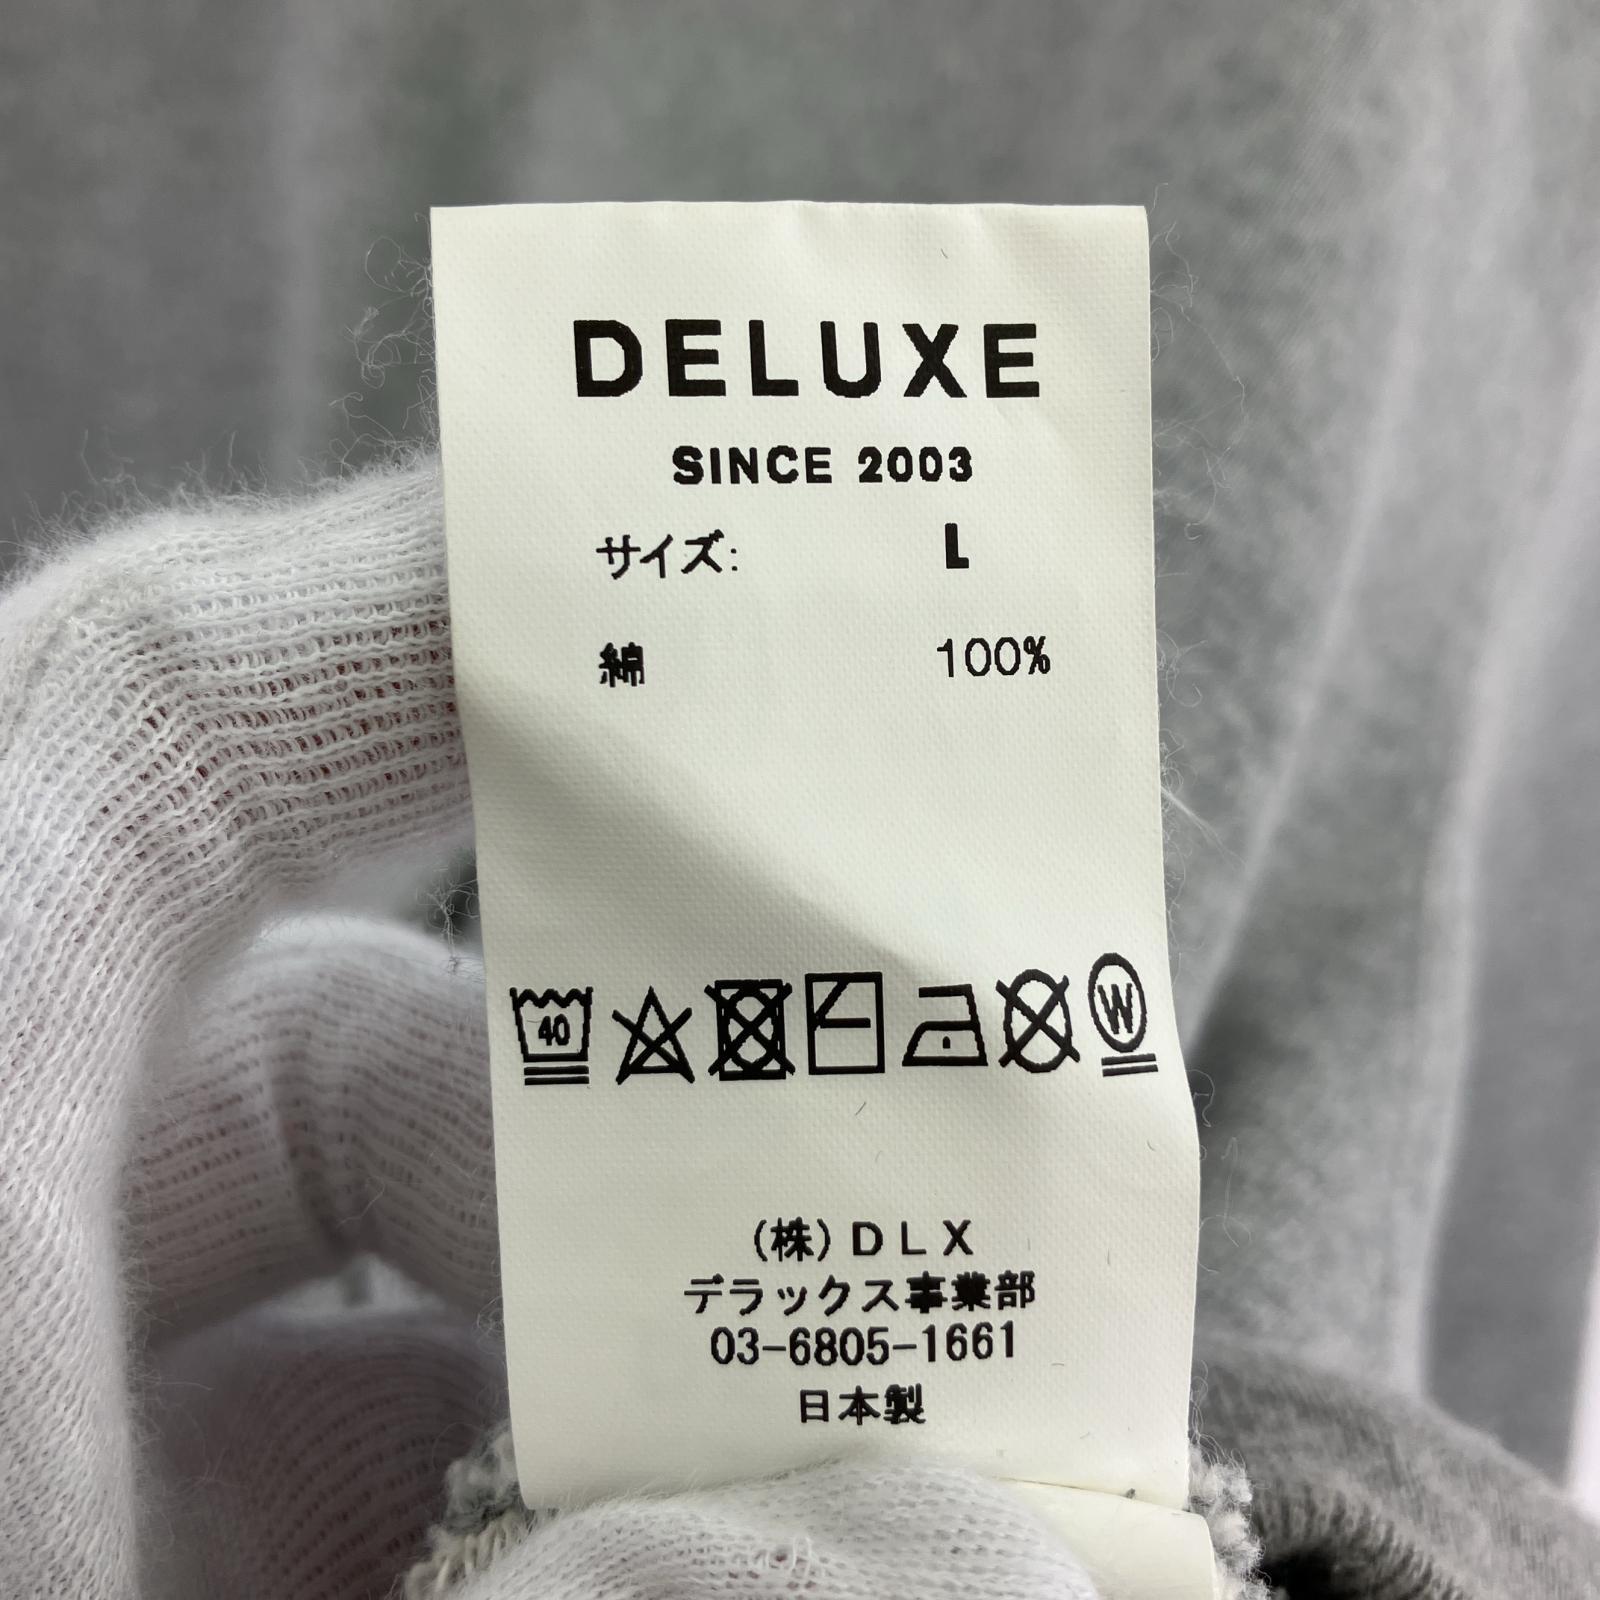 DELUXE
SINCE 2003
サイズ: L
綿 100%
40 W
(株)DLX
デラックス事業部
03-6805-1661
日本製